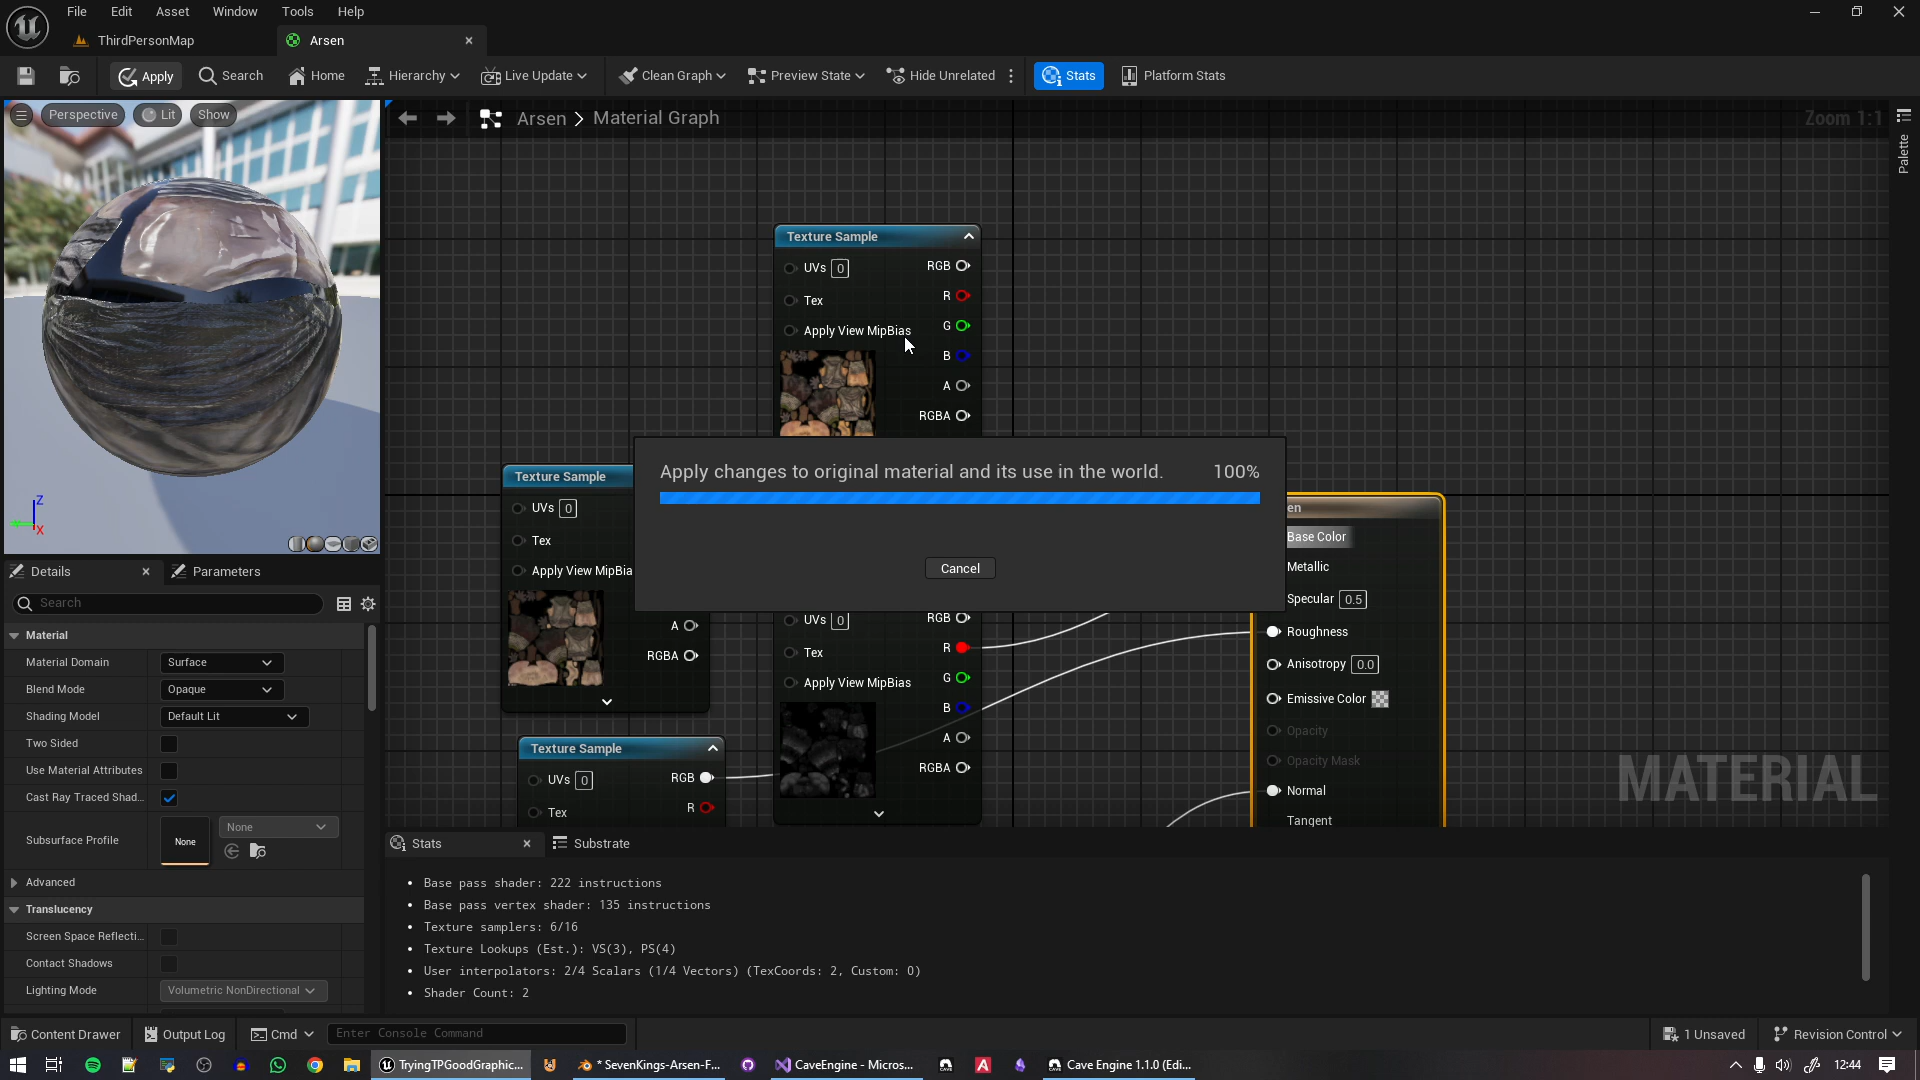 File Edit Asset Window Tools Help
ThirdPersonMap
Arsen
Apply
Search
Home
Hierarchy
Live Update
Clean Graph
Preview State
Hide Unrelated
Stats
Platform Stats
Perspective
Lit
Show
Arsen > Material Graph
Zoom 1:1
Palette
Texture Sample
UVs 0
RGB
R
Tex
G
Apply View MipBias
B
A
RGBA
Apply changes to original material and its use in the world. 100%
Cancel
Texture Sample
UVs 0
Tex
Apply View MipBia
A
RGBA
en
Base Color
Metallic
Specular 0.5
Roughness
Anisotropy 0.0
Emissive Color
Opacity
Opacity Mask
Normal
Tangent
UVs 0
RGB
R
Tex
G
Apply View MipBias
B
A
RGBA
Texture Sample
UVs 0
RGB
R
Tex
MATERIAL
Z
X
Details
Parameters
Search
Material
Material Domain Surface
Blend Mode Opaque
Shading Model Default Lit
Two Sided
Use Material Attributes
Cast Ray Traced Shad...
Subsurface Profile None None
Advanced
Translucency
Screen Space Reflecti...
Contact Shadows
Lighting Mode Volumetric NonDirectional
Stats
Substrate
• Base pass shader: 222 instructions
• Base pass vertex shader: 135 instructions
• Texture samplers: 6/16
• Texture Lookups (Est.): VS(3), PS(4)
• User interpolators: 2/4 Scalars (1/4 Vectors) (TexCoords: 2, Custom: 0)
• Shader Count: 2
Content Drawer
Output Log
Cmd
Enter Console Command
1 Unsaved
Revision Control
TryingTPGoodGraphic...
* SevenKings-Arsen-F...
CaveEngine - Micros...
Cave Engine 1.1.0 (Edi...
12:44